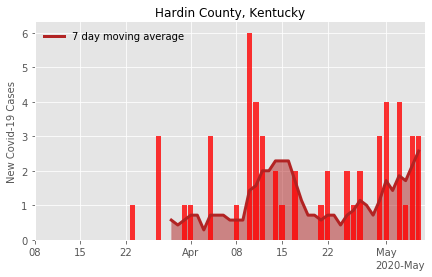 Hardin County, Kentucky
7 day moving average
New Covid-19 Cases
6
5
4
3
2
1
0
08 15 22 Apr 08 15 22 May
2020-May